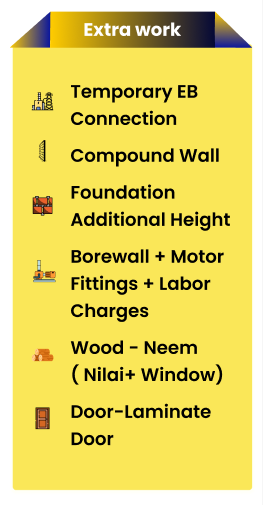 Extra work
Temporary EB
Connection
Compound Wall
Foundation
Additional Height
Borewall + Motor
Fittings + Labor
Charges
Wood - Neem
( Nilai+ Window)
Door-Laminate
Door